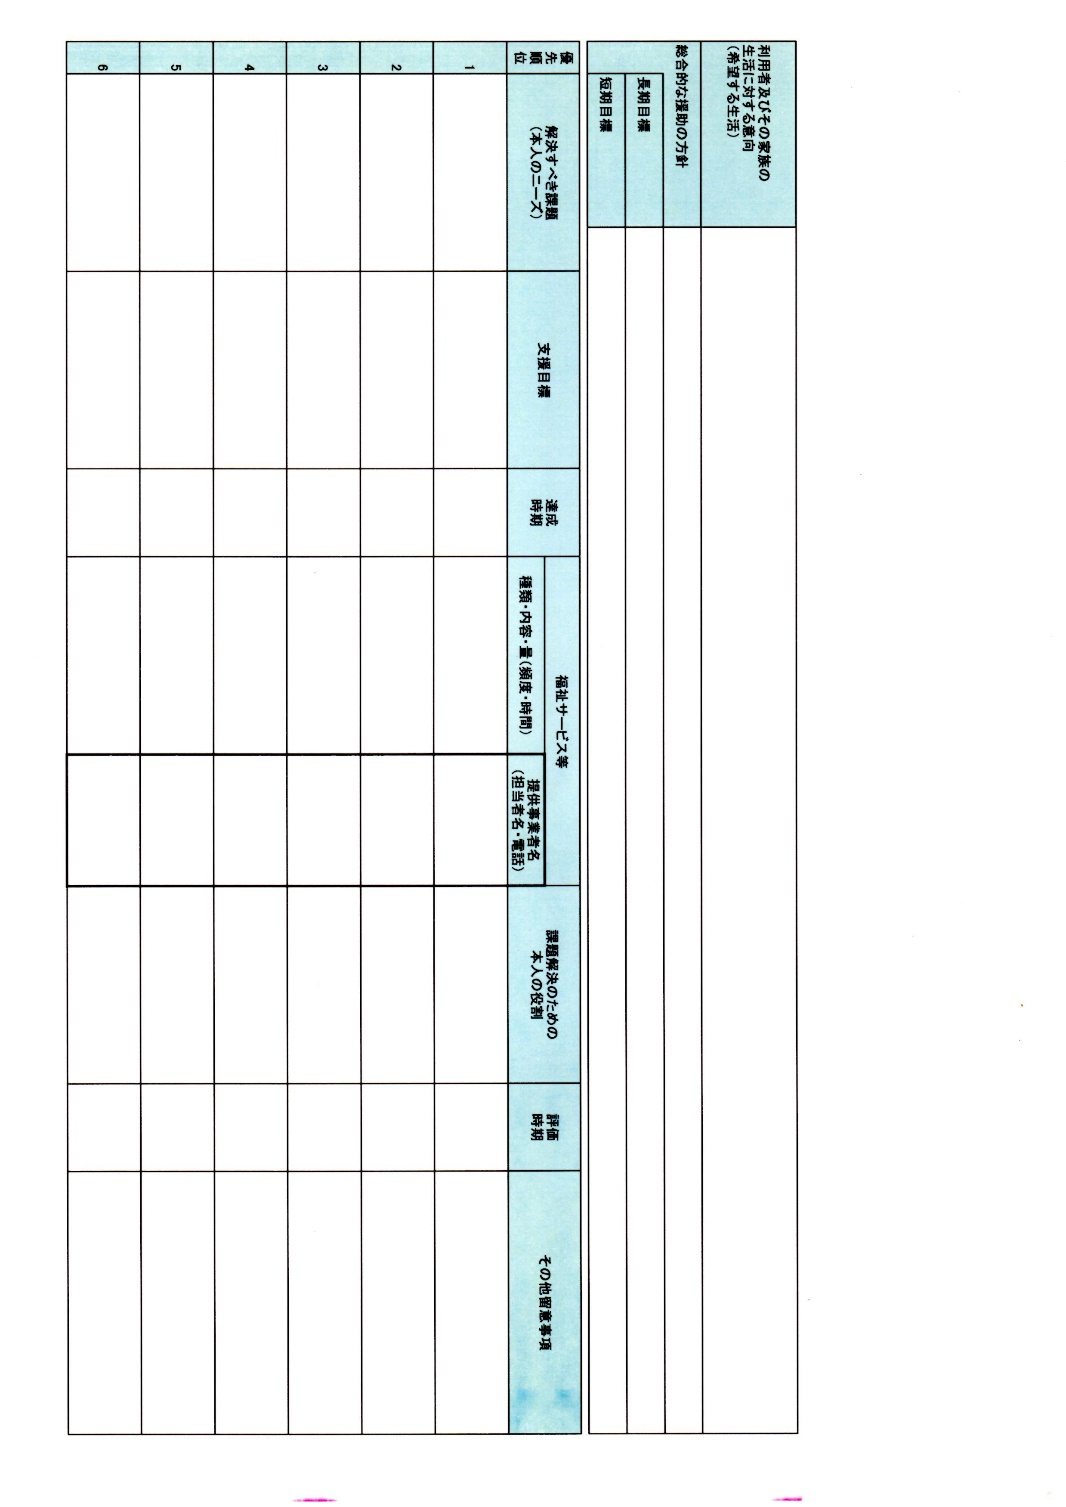 利用者及びその家族の
生活に対する意向
（希望する生活）
総合的な援助の方針
長期目標
短期目標
優先
順位
解決すべき課題
（本人のニーズ）
支援目標
達成
時期
福祉サービス等
種類・内容・量（頻度・時間）
提供事業者名
（担当者名・電話）
課題解決のための
本人の役割
評価
時期
その他留意事項
1
2
3
4
5
6